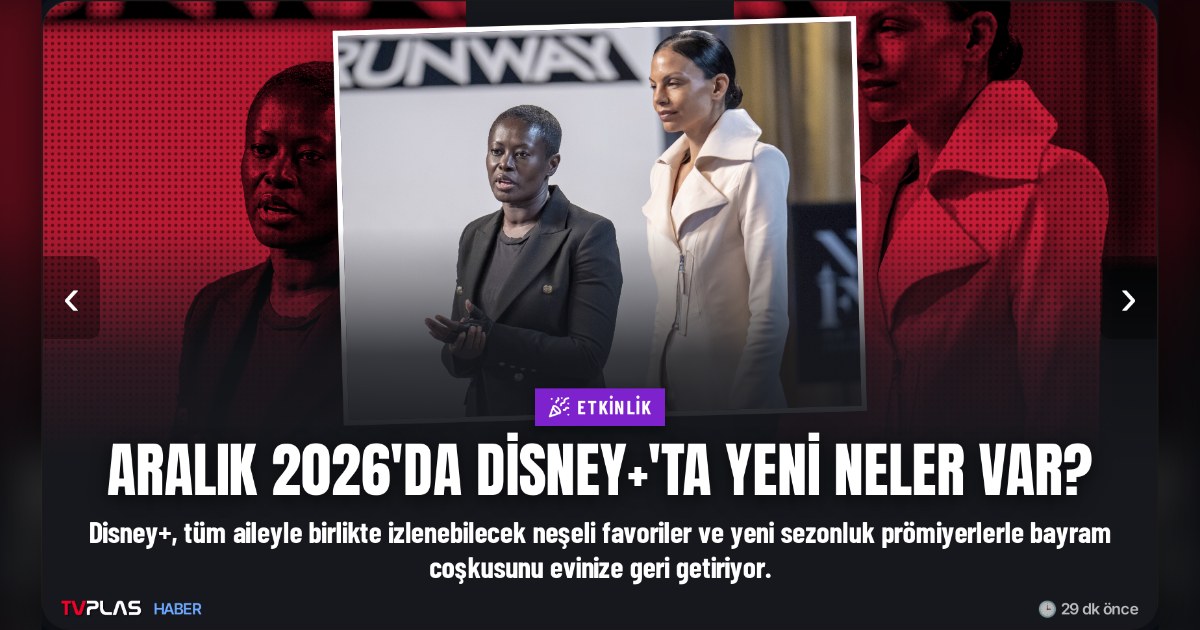 RUNWAY
‹
›
ETKİNLİK
ARALIK 2026'DA DİSNEY+'TA YENİ NELER VAR?
Disney+, tüm aileyle birlikte izlenebilecek neşeli favoriler ve yeni sezonluk prömiyerlerle bayram
coşkusunu evinize geri getiriyor.
TVPLAS HABER
29 dk önce